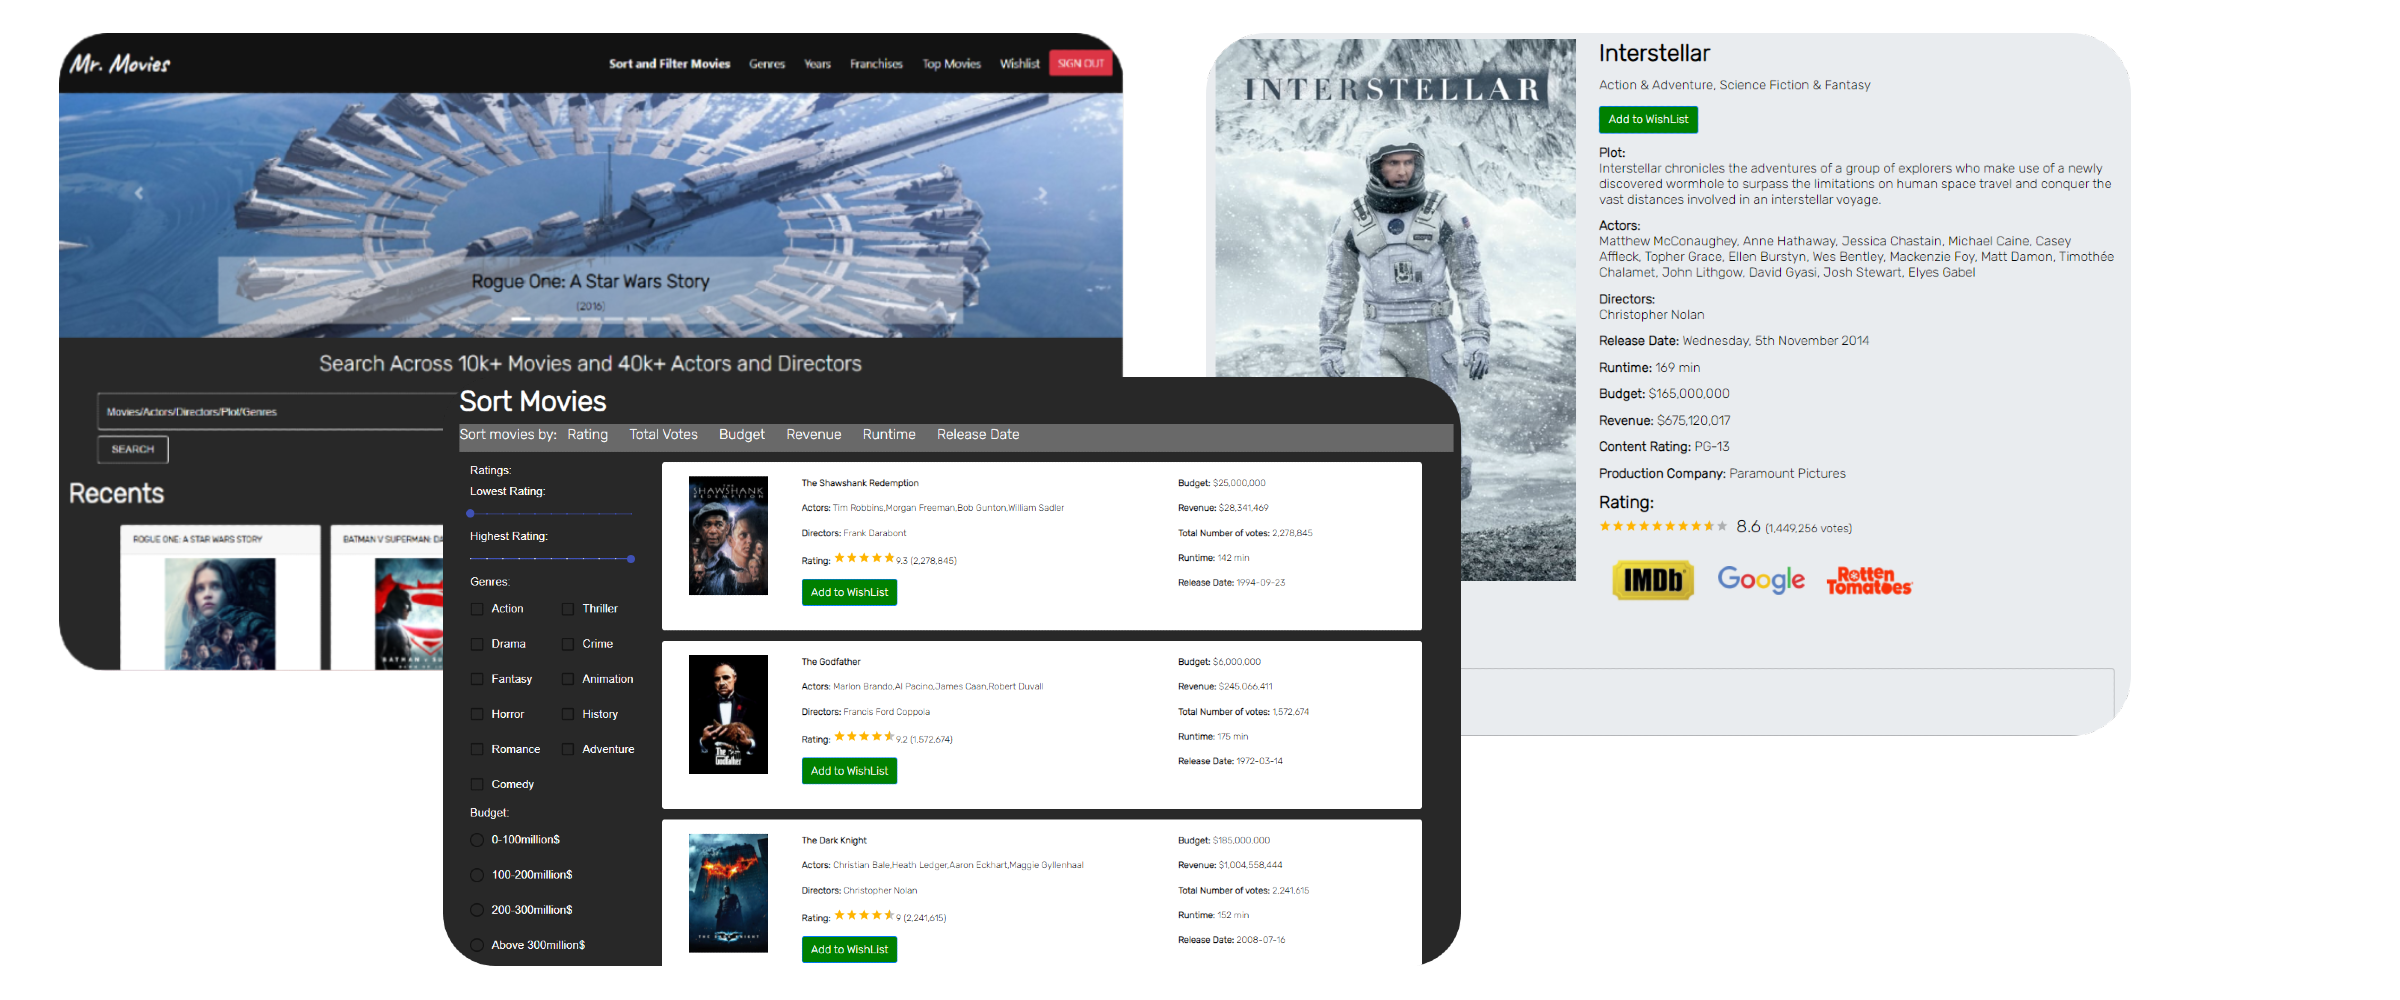 Mr. Movies
Sort and Filter Movies Genres Years Franchises Top Movies Wishlist SIGN OUT
Rogue One: A Star Wars Story
(2016)
Search Across 10k+ Movies and 40k+ Actors and Directors
Movies/Actors/Directors/Plot/Genres
SEARCH
Recents
ROGUE ONE: A STAR WARS STORY
BATMAN V SUPERMAN: DA
Sort Movies
Sort movies by: Rating Total Votes Budget Revenue Runtime Release Date
Ratings:
Lowest Rating:
Highest Rating:
Genres:
Action Thriller
Drama Crime
Fantasy Animation
Horror History
Romance Adventure
Comedy
Budget:
0-100million$
100-200million$
200-300million$
Above 300million$
THE
SHAWSHANK
REDEMPTION
The Shawshank Redemption
Actors: Tim Robbins,Morgan Freeman,Bob Gunton,William Sadler
Directors: Frank Darabont
Rating: 9.3 (2,278,845)
Add to WishList
Budget: $25,000,000
Revenue: $28,341,469
Total Number of votes: 2,278,845
Runtime: 142 min
Release Date: 1994-09-23
The
Godfather
The Godfather
Actors: Marlon Brando,Al Pacino,James Caan,Robert Duvall
Directors: Francis Ford Coppola
Rating: 9.2 (1,572,674)
Add to WishList
Budget: $6,000,000
Revenue: $245,066,411
Total Number of votes: 1,572,674
Runtime: 175 min
Release Date: 1972-03-14
THE DARK KNIGHT
The Dark Knight
Actors: Christian Bale,Heath Ledger,Aaron Eckhart,Maggie Gyllenhaal
Directors: Christopher Nolan
Rating: 9 (2,241,615)
Add to WishList
Budget: $185,000,000
Revenue: $1,004,558,444
Total Number of votes: 2,241,615
Runtime: 152 min
Release Date: 2008-07-16
INTERSTELLAR
Interstellar
Action & Adventure, Science Fiction & Fantasy
Add to WishList
Plot:
Interstellar chronicles the adventures of a group of explorers who make use of a newly
discovered wormhole to surpass the limitations on human space travel and conquer the
vast distances involved in an interstellar voyage.
Actors:
Matthew McConaughey, Anne Hathaway, Jessica Chastain, Michael Caine, Casey
Affleck, Topher Grace, Ellen Burstyn, Wes Bentley, Mackenzie Foy, Matt Damon, Timothée
Chalamet, John Lithgow, David Gyasi, Josh Stewart, Elyes Gabel
Directors:
Christopher Nolan
Release Date: Wednesday, 5th November 2014
Runtime: 169 min
Budget: $165,000,000
Revenue: $675,120,017
Content Rating: PG-13
Production Company: Paramount Pictures
Rating:
8.6 (1,449,256 votes)
IMDb Google Rotten
Tomatoes